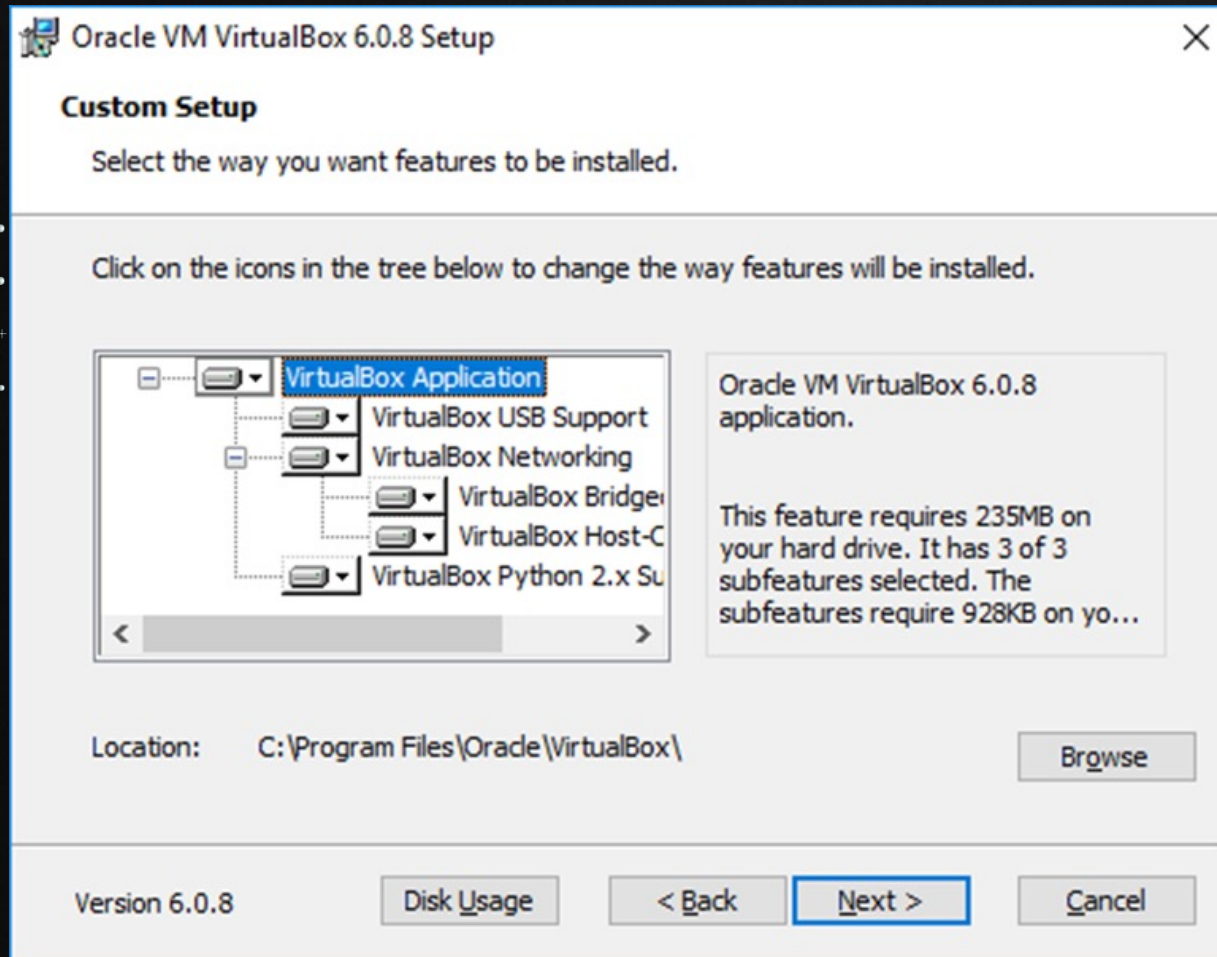 Oracle VM VirtualBox 6.0.8 Setup
Custom Setup
Select the way you want features to be installed.
Click on the icons in the tree below to change the way features will be installed.
VirtualBox Application
VirtualBox USB Support
VirtualBox Networking
VirtualBox Bridge
VirtualBox Host-C
VirtualBox Python 2.x Su
Oracle VM VirtualBox 6.0.8
application.
This feature requires 235MB on
your hard drive. It has 3 of 3
subfeatures selected. The
subfeatures require 928KB on yo...
Location: C:\Program Files\Oracle\VirtualBox\
Browse
Version 6.0.8 Disk Usage < Back Next > Cancel